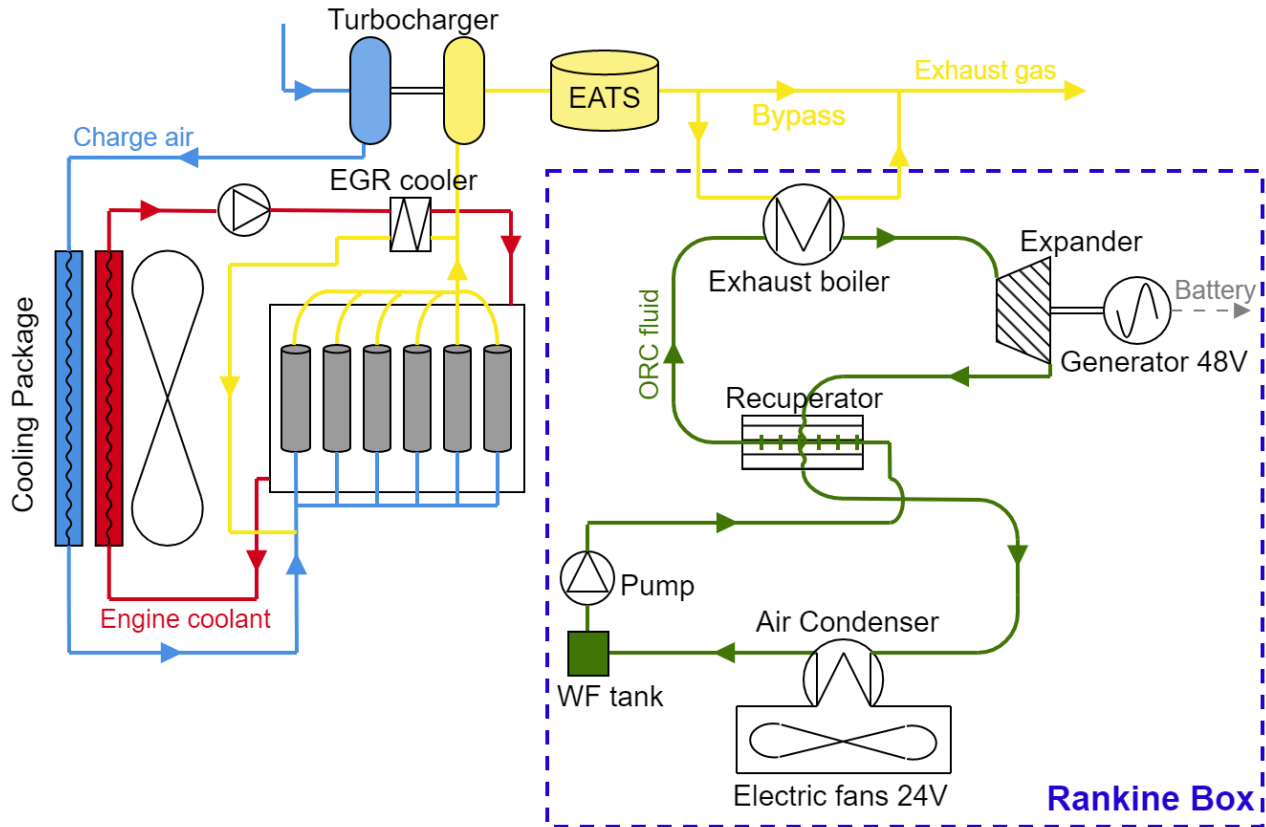 Turbocharger
Exhaust gas
EATS
Bypass
Charge air
EGR cooler
Expander
Exhaust boiler
Battery
Generator 48V
ORC fluid
Cooling Package
Recuperator
Pump
Engine coolant
Air Condenser
WF tank
Electric fans 24V
Rankine Box